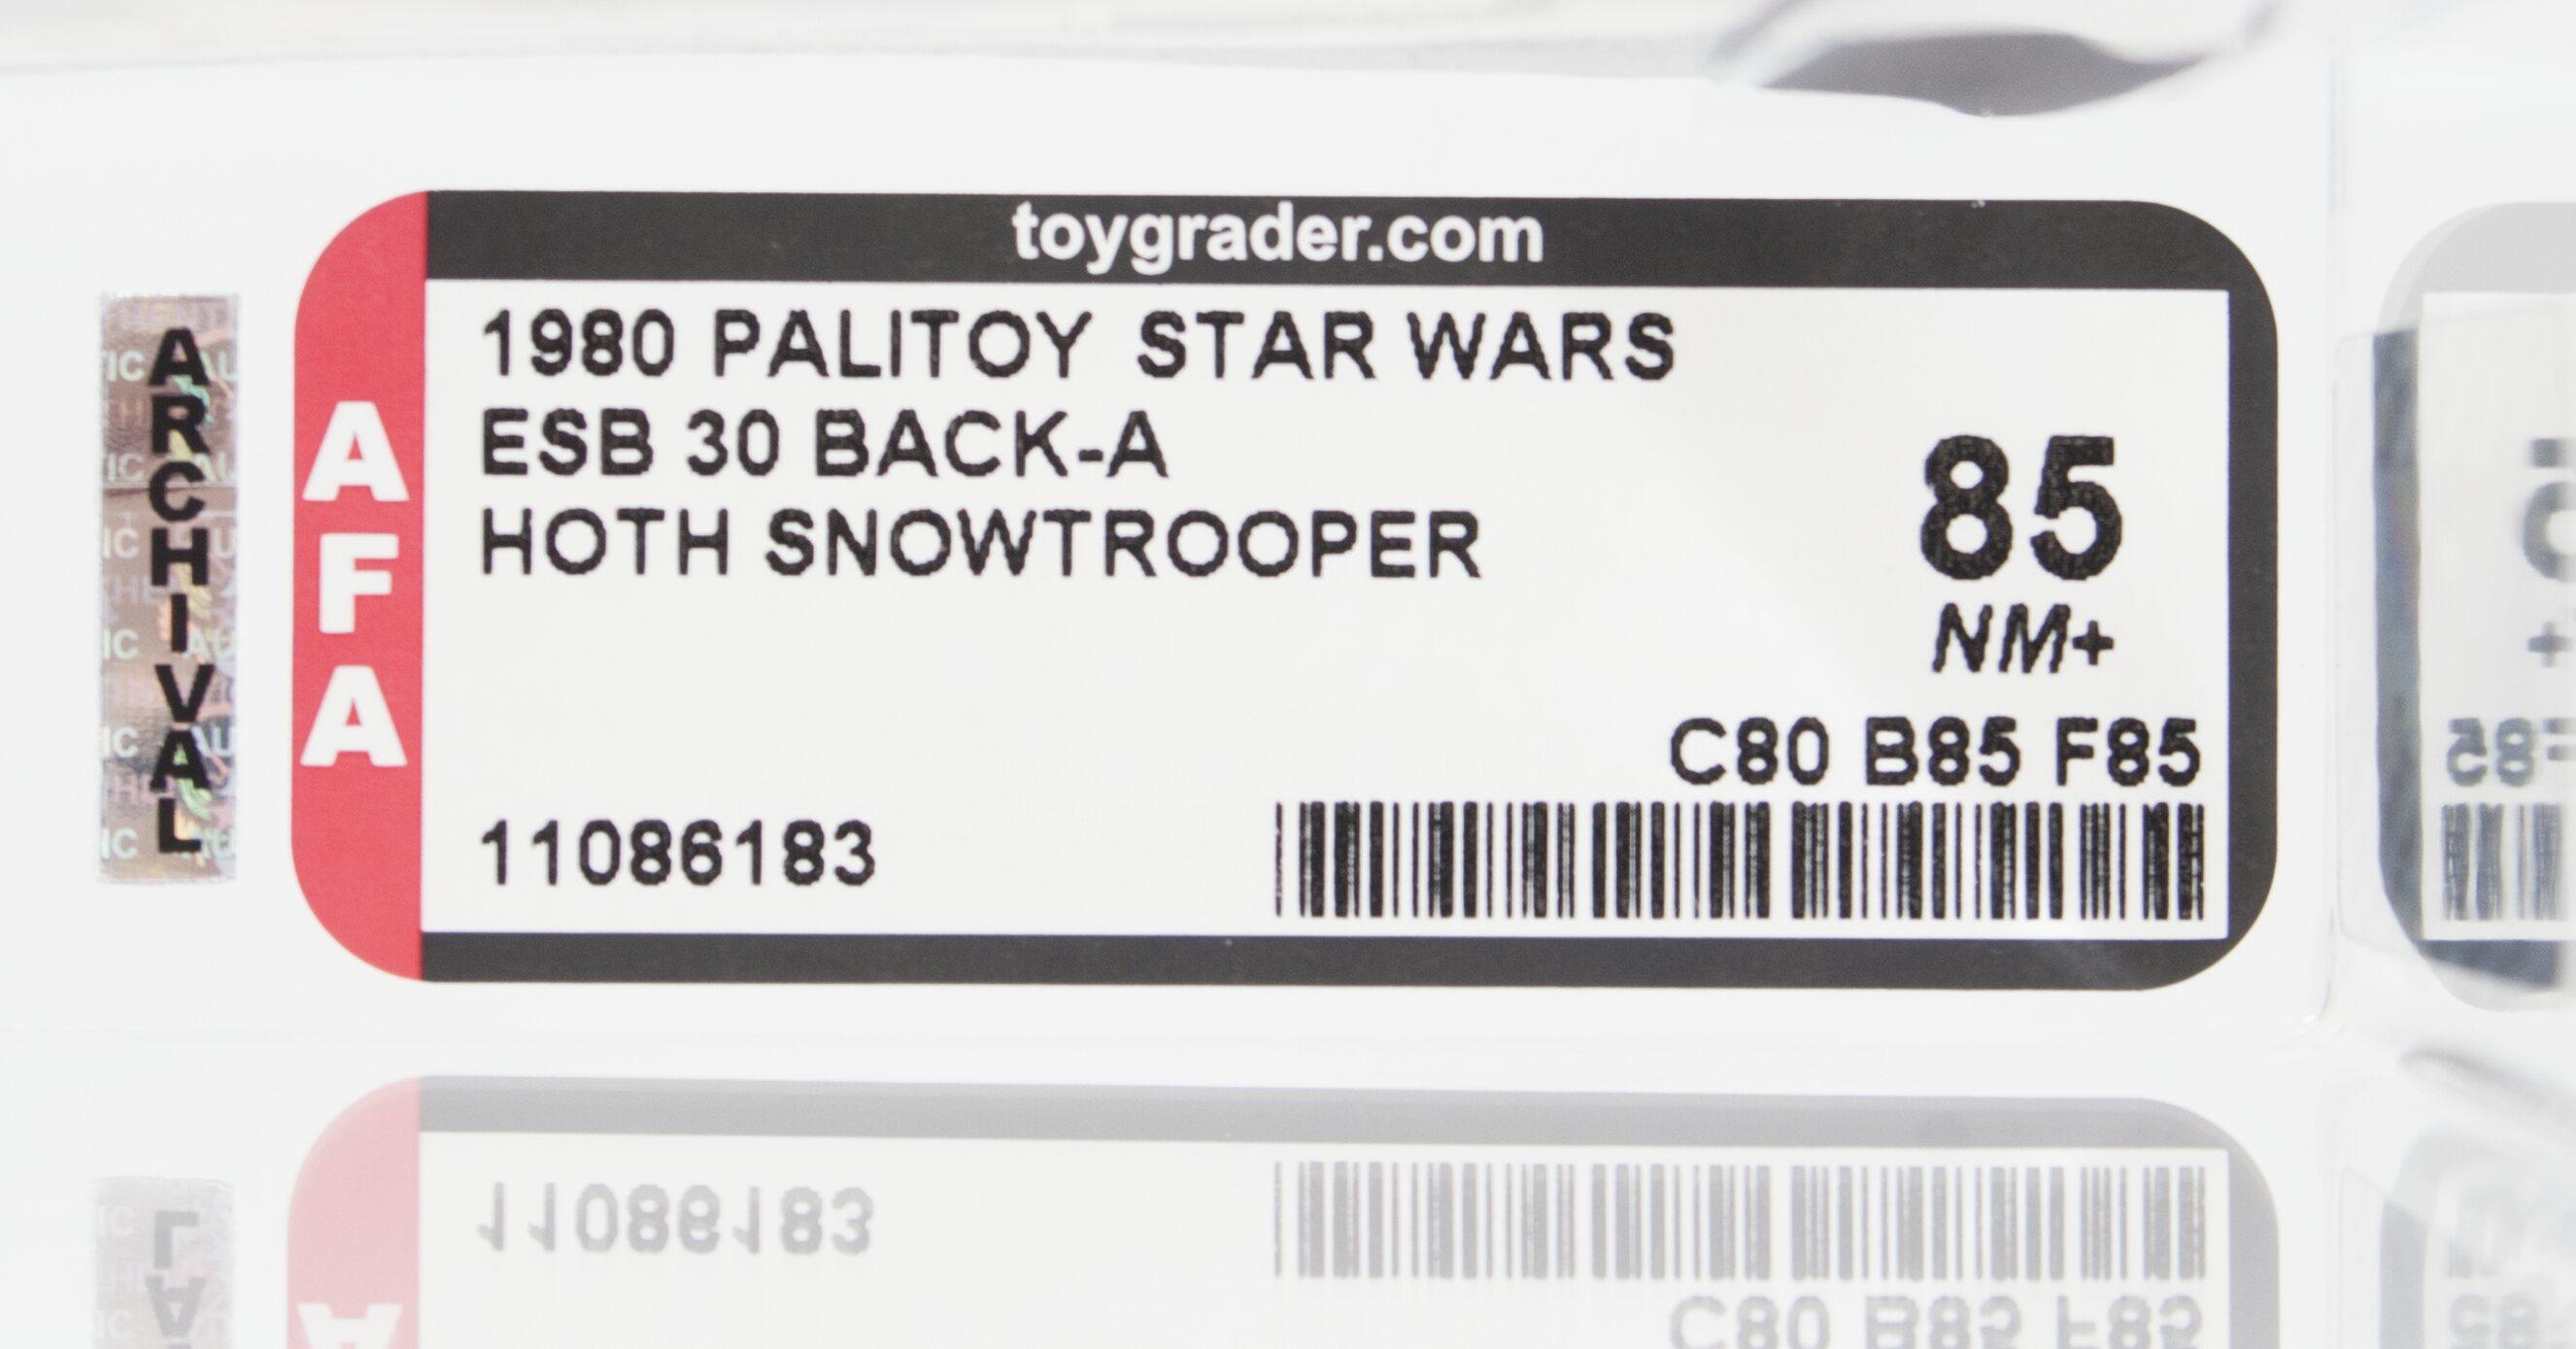 ARCHIVAL
AFA
toygrader.com
1980 PALITOY STAR WARS
ESB 30 BACK-A
HOTH SNOWTROOPER
85
NM+
C80 B85 F85
11086183